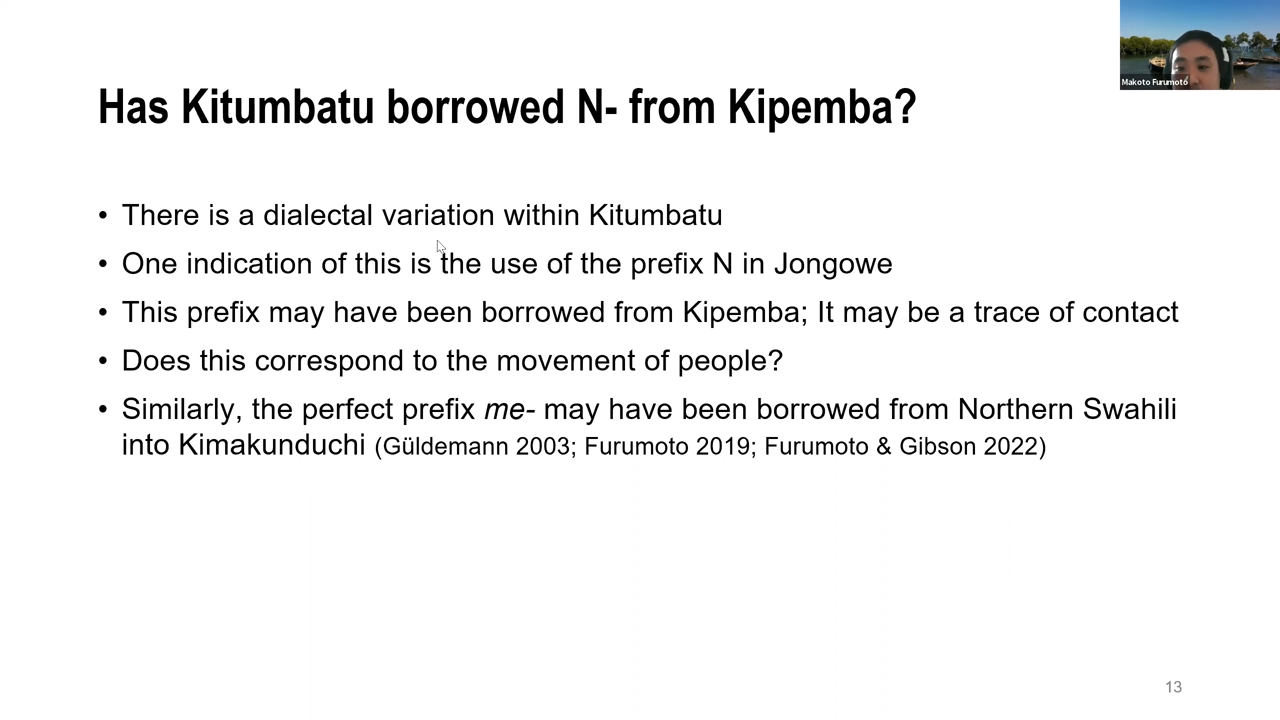 Makoto Furumoto
Has Kitumbatu borrowed N- from Kipemba?
• There is a dialectal variation within Kitumbatu
• One indication of this is the use of the prefix N in Jongowe
• This prefix may have been borrowed from Kipemba; It may be a trace of contact
• Does this correspond to the movement of people?
• Similarly, the perfect prefix me- may have been borrowed from Northern Swahili
into Kimakunduchi (Güldemann 2003; Furumoto 2019; Furumoto & Gibson 2022)
13